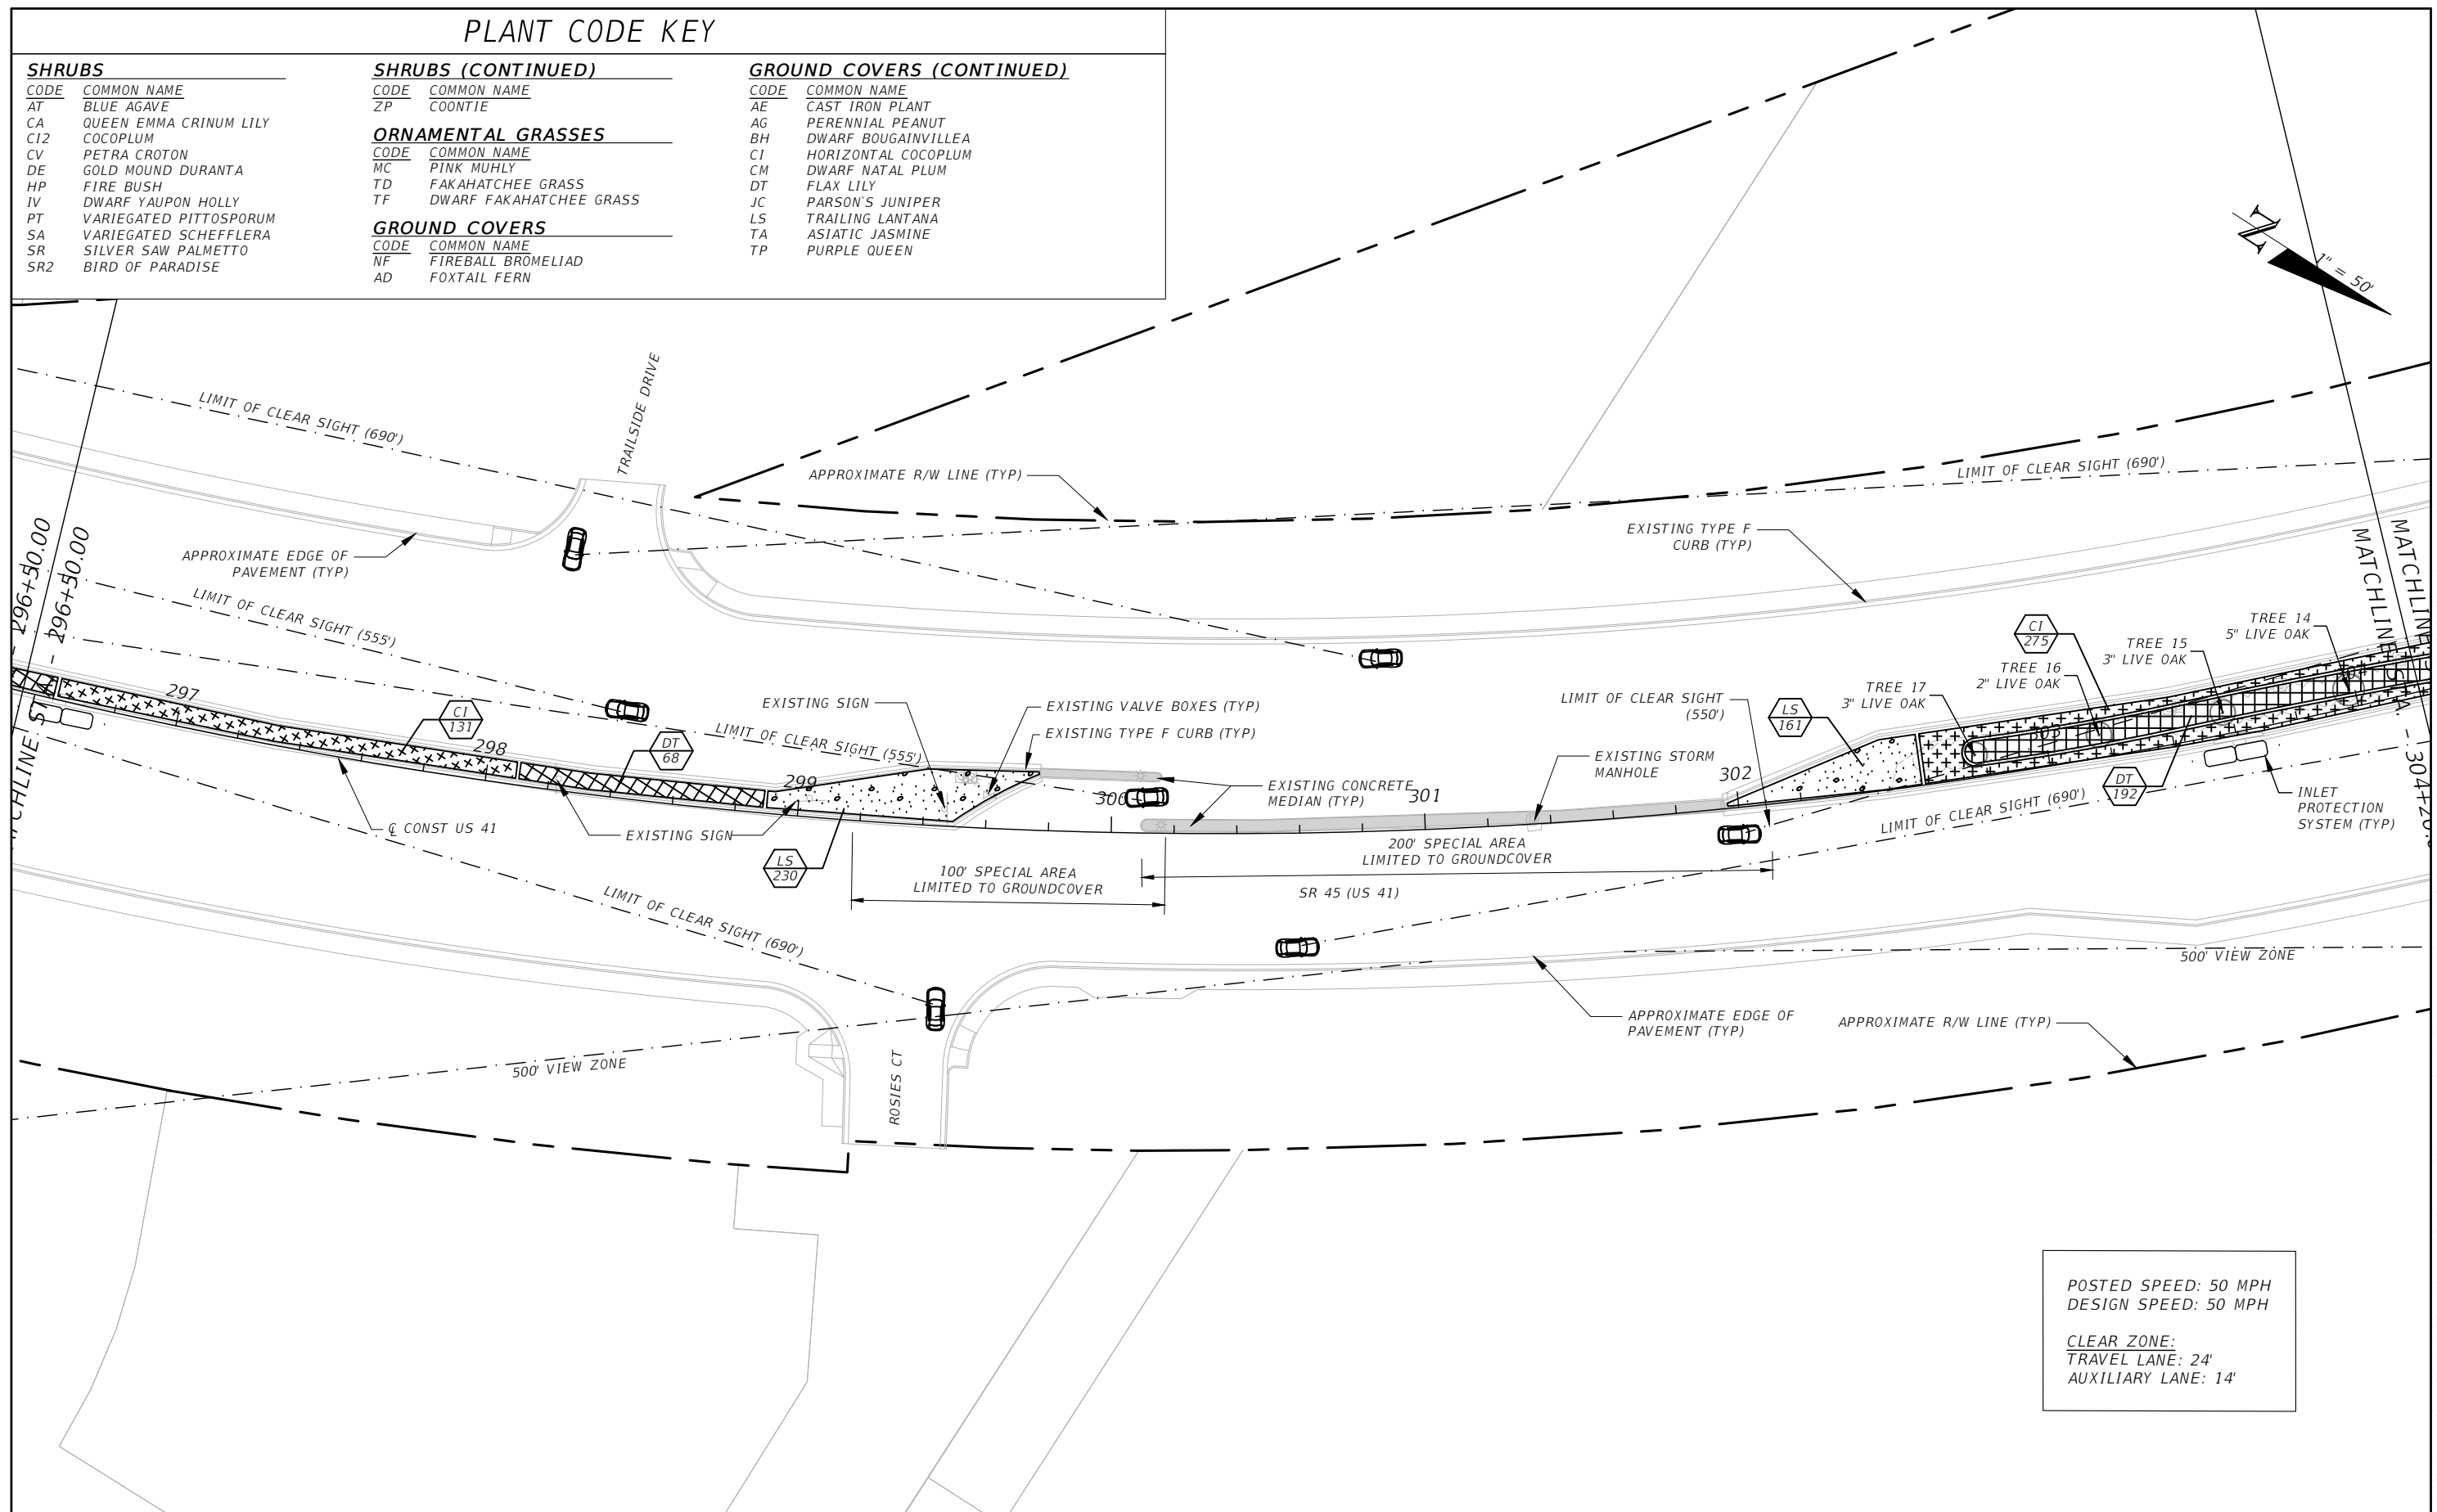 PLANT CODE KEY
SHRUBS
CODE COMMON NAME
AT BLUE AGAVE
CA QUEEN EMMA CRINUM LILY
CI2 COCOPLUM
CV PETRA CROTON
DE GOLD MOUND DURANTA
HP FIRE BUSH
IV DWARF YAUPON HOLLY
PT VARIEGATED PITTOSPORUM
SA VARIEGATED SCHEFFLERA
SR SILVER SAW PALMETTO
SR2 BIRD OF PARADISE
SHRUBS (CONTINUED)
CODE COMMON NAME
ZP COONTIE
ORNAMENTAL GRASSES
CODE COMMON NAME
MC PINK MUHLY
TD FAKAHATCHEE GRASS
TF DWARF FAKAHATCHEE GRASS
GROUND COVERS
CODE COMMON NAME
NF FIREBALL BROMELIAD
AD FOXTAIL FERN
GROUND COVERS (CONTINUED)
CODE COMMON NAME
AE CAST IRON PLANT
AG PERENNIAL PEANUT
BH DWARF BOUGAINVILLEA
CI HORIZONTAL COCOPLUM
CM DWARF NATAL PLUM
DT FLAX LILY
JC PARSON`S JUNIPER
LS TRAILING LANTANA
TA ASIATIC JASMINE
TP PURPLE QUEEN
N
1" = 50'
LIMIT OF CLEAR SIGHT (690')
TRAILSIDE DRIVE
APPROXIMATE R/W LINE (TYP)
LIMIT OF CLEAR SIGHT (690')
EXISTING TYPE F
CURB (TYP)
APPROXIMATE EDGE OF
PAVEMENT (TYP)
296+50.00
MATCHLINE STA. - 296+50.00
LIMIT OF CLEAR SIGHT (555')
LIMIT OF CLEAR SIGHT (555')
297
CI
131
298
DT
68
299
EXISTING SIGN
EXISTING VALVE BOXES (TYP)
EXISTING TYPE F CURB (TYP)
300
EXISTING CONCRETE
MEDIAN (TYP)
301
EXISTING STORM
MANHOLE
302
LIMIT OF CLEAR SIGHT
(550')
LS
161
TREE 17
3" LIVE OAK
TREE 16
2" LIVE OAK
CI
275
TREE 15
3" LIVE OAK
TREE 14
5" LIVE OAK
303
MATCHLINE
MATCHLINE STA. - 304+20.
DT
192
INLET
PROTECTION
SYSTEM (TYP)
LIMIT OF CLEAR SIGHT (690')
C CONST US 41
EXISTING SIGN
LS
230
100' SPECIAL AREA
LIMITED TO GROUNDCOVER
200' SPECIAL AREA
LIMITED TO GROUNDCOVER
SR 45 (US 41)
LIMIT OF CLEAR SIGHT (690')
500' VIEW ZONE
ROSIES CT
500' VIEW ZONE
APPROXIMATE EDGE OF
PAVEMENT (TYP)
APPROXIMATE R/W LINE (TYP)
POSTED SPEED: 50 MPH
DESIGN SPEED: 50 MPH
CLEAR ZONE:
TRAVEL LANE: 24'
AUXILIARY LANE: 14'